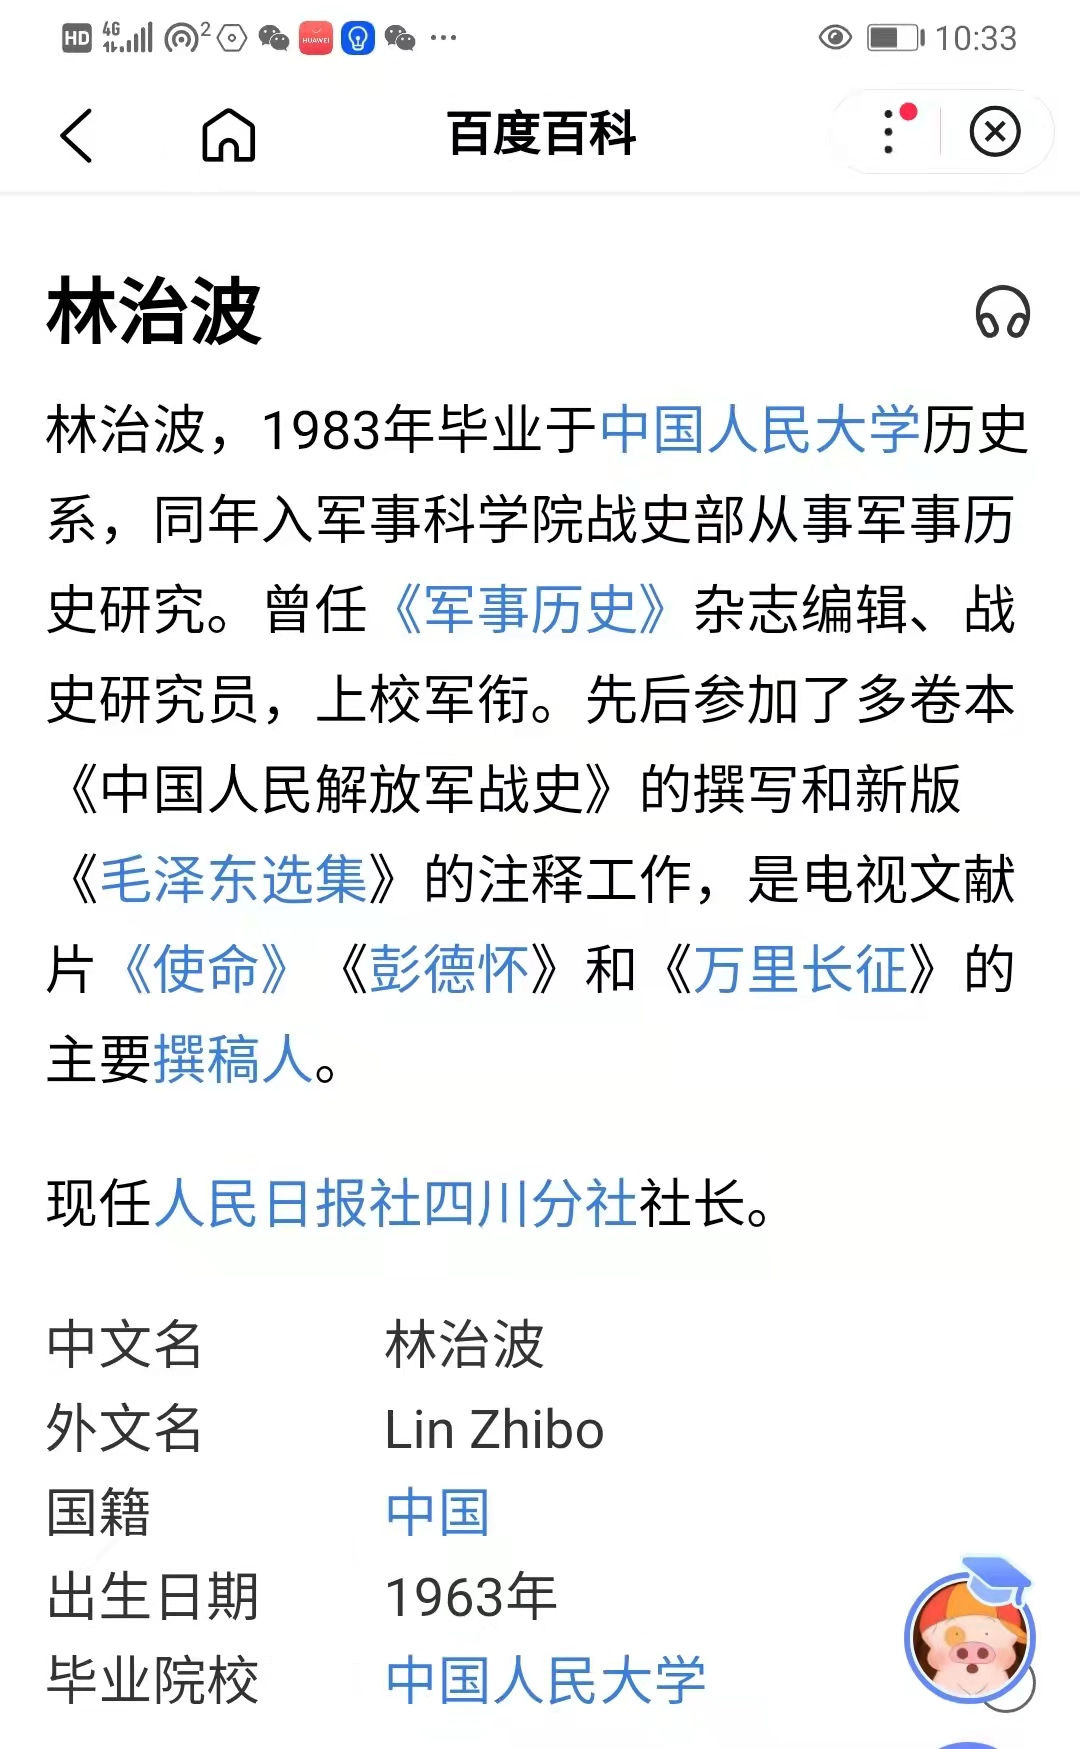 HD 4G 2 HUAWEI 10:33
百度百科
林治波
林治波，1983年毕业于中国人民大学历史
系，同年入军事科学院战史部从事军事历
史研究。曾任《军事历史》杂志编辑、战
史研究员，上校军衔。先后参加了多卷本
《中国人民解放军战史》的撰写和新版
《毛泽东选集》的注释工作，是电视文献
片《使命》《彭德怀》和《万里长征》的
主要撰稿人。
现任人民日报社四川分社社长。
中文名 林治波
外文名 Lin Zhibo
国籍 中国
出生日期 1963年
毕业院校 中国人民大学